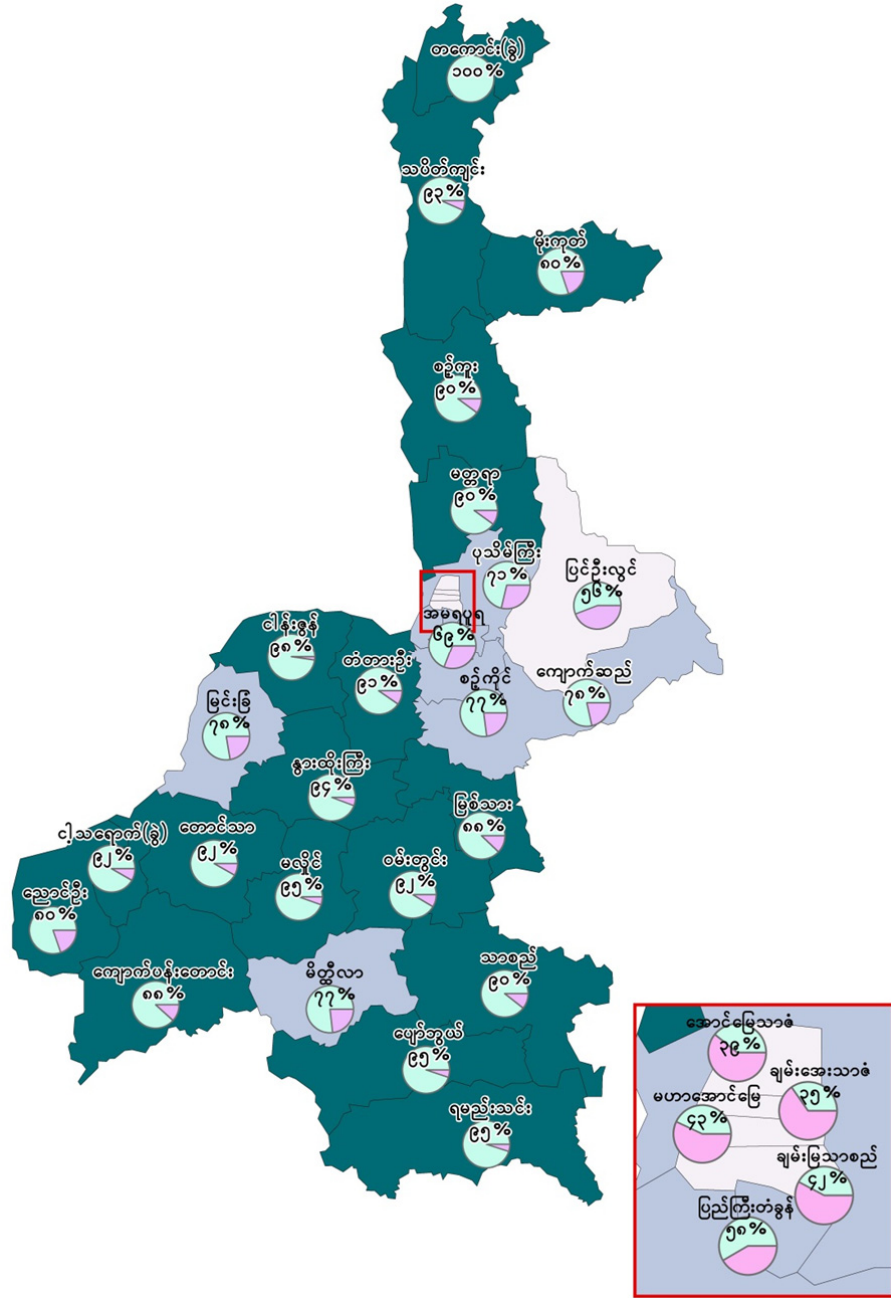 တကောင်း(ခွဲ)
၁၀၀%
သပိတ်ကျင်း
၉၃%
မိုးကုတ်
၈၀%
စဉ့်ကူး
၉၀%
မတ္တရာ
၉၀%
ပုသိမ်ကြီး
၇၁%
ပြင်ဦးလွင်
၅၆%
အမရပူရ
၆၉%
ငါန်းဇွန်
၉၈%
တံတားဦး
၉၁%
စဉ့်ကိုင်
၇၇%
ကျောက်ဆည်
၇၈%
မြင်းခြံ
၇၈%
နွားထိုးကြီး
၉၄%
မြစ်သား
၈၈%
ငါ့သရောက်(ခွဲ)
၉၂%
တောင်သာ
၉၂%
မလှိုင်
၉၅%
ဝမ်းတွင်း
၉၂%
ညောင်ဦး
၈၀%
ကျောက်ပန်းတောင်း
၈၈%
မိတ္ထီလာ
၇၇%
သာစည်
၉၀%
ပျော်ဘွယ်
၉၅%
ရမည်းသင်း
၉၅%
အောင်မြေသာဇံ
၃၉%
ချမ်းအေးသာဇံ
၃၅%
မဟာအောင်မြေ
၄၃%
ချမ်းမြသာစည်
၄၂%
ပြည်ကြီးတံခွန်
၅၈%